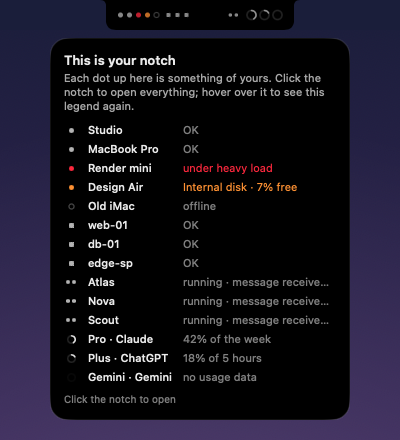 This is your notch
Each dot up here is something of yours. Click the
notch to open everything; hover over it to see this
legend again.
Studio OK
MacBook Pro OK
Render mini under heavy load
Design Air Internal disk · 7% free
Old iMac offline
web-01 OK
db-01 OK
edge-sp OK
Atlas running · message receive…
Nova running · message receive…
Scout running · message receive…
Pro · Claude 42% of the week
Plus · ChatGPT 18% of 5 hours
Gemini · Gemini no usage data
Click the notch to open